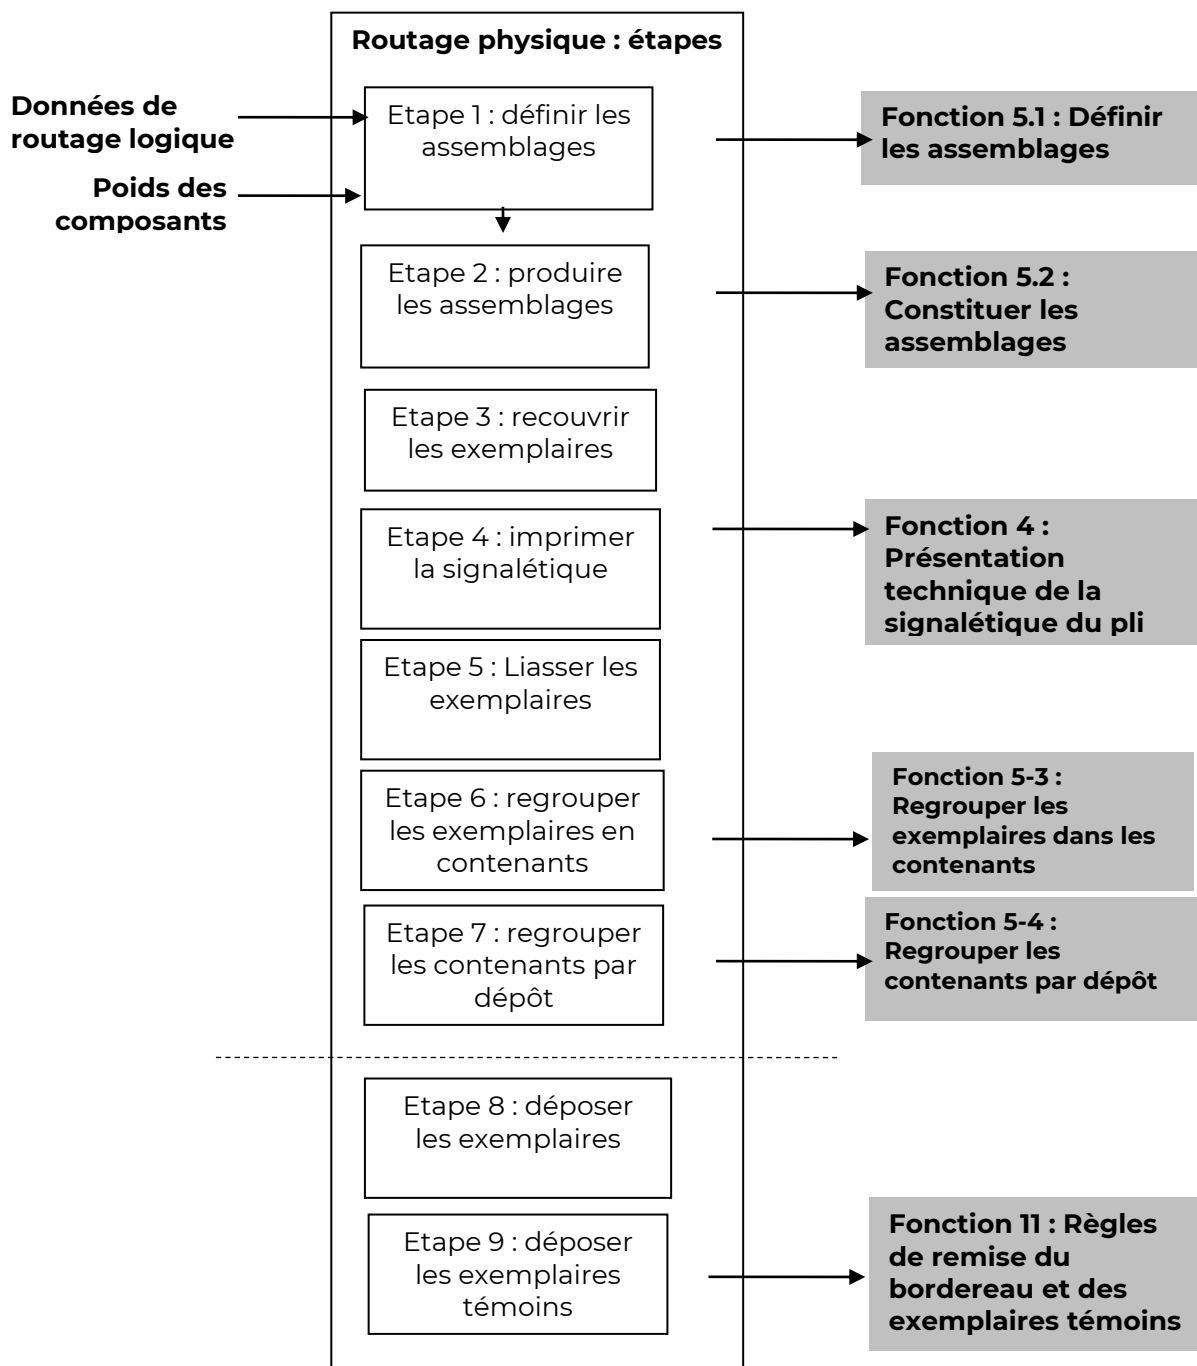 Routage physique : étapes
Données de
routage logique
Poids des
composants
Etape 1 : définir les
assemblages
Fonction 5.1 : Définir
les assemblages
Etape 2 : produire
les assemblages
Fonction 5.2 :
Constituer les
assemblages
Etape 3 : recouvrir
les exemplaires
Etape 4 : imprimer
la signalétique
Fonction 4 :
Présentation
technique de la
signalétique du pli
Etape 5 : Liasser les
exemplaires
Etape 6 : regrouper
les exemplaires en
contenants
Fonction 5-3 :
Regrouper les
exemplaires dans les
contenants
Etape 7 : regrouper
les contenants par
dépôt
Fonction 5-4 :
Regrouper les
contenants par dépôt
Etape 8 : déposer
les exemplaires
Etape 9 : déposer
les exemplaires
témoins
Fonction 11 : Règles
de remise du
bordereau et des
exemplaires témoins